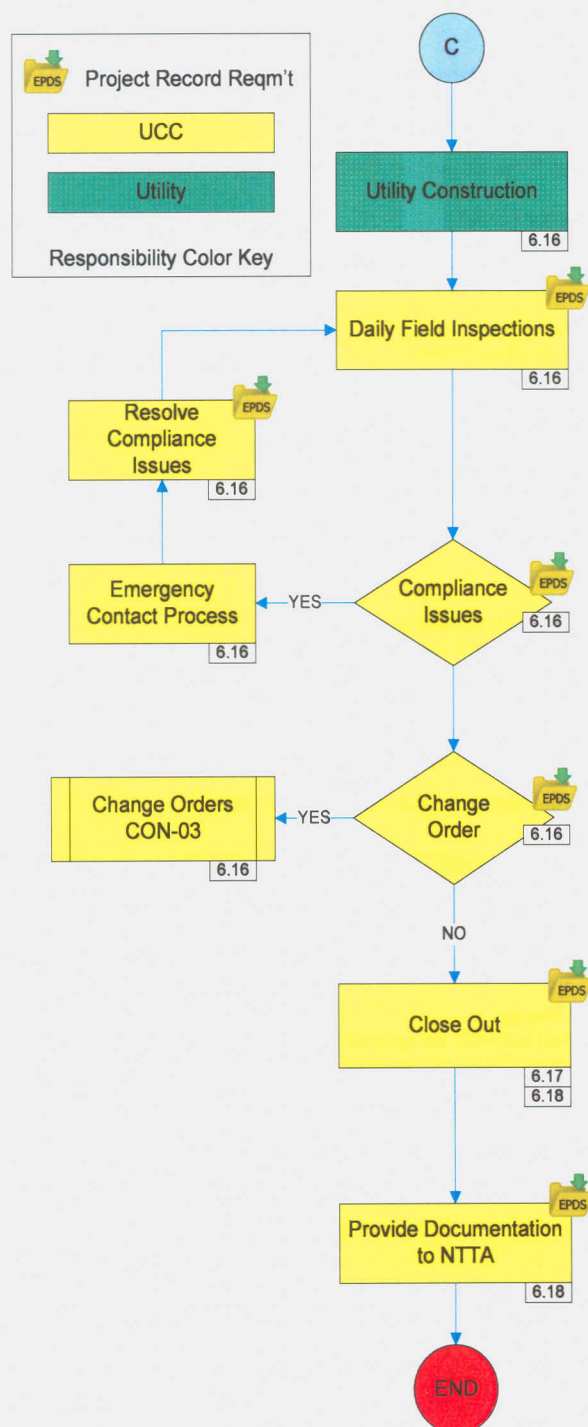 EPDS Project Record Reqm't
UCC
Utility
Responsibility Color Key
C
Utility Construction
6.16
EPDS
Daily Field Inspections
6.16
EPDS
Resolve
Compliance
Issues
6.16
Emergency
Contact Process
6.16
YES
EPDS
Compliance
Issues
6.16
Change Orders
CON-03
6.16
YES
EPDS
Change
Order
6.16
NO
EPDS
Close Out
6.17
6.18
EPDS
Provide Documentation
to NTTA
6.18
END